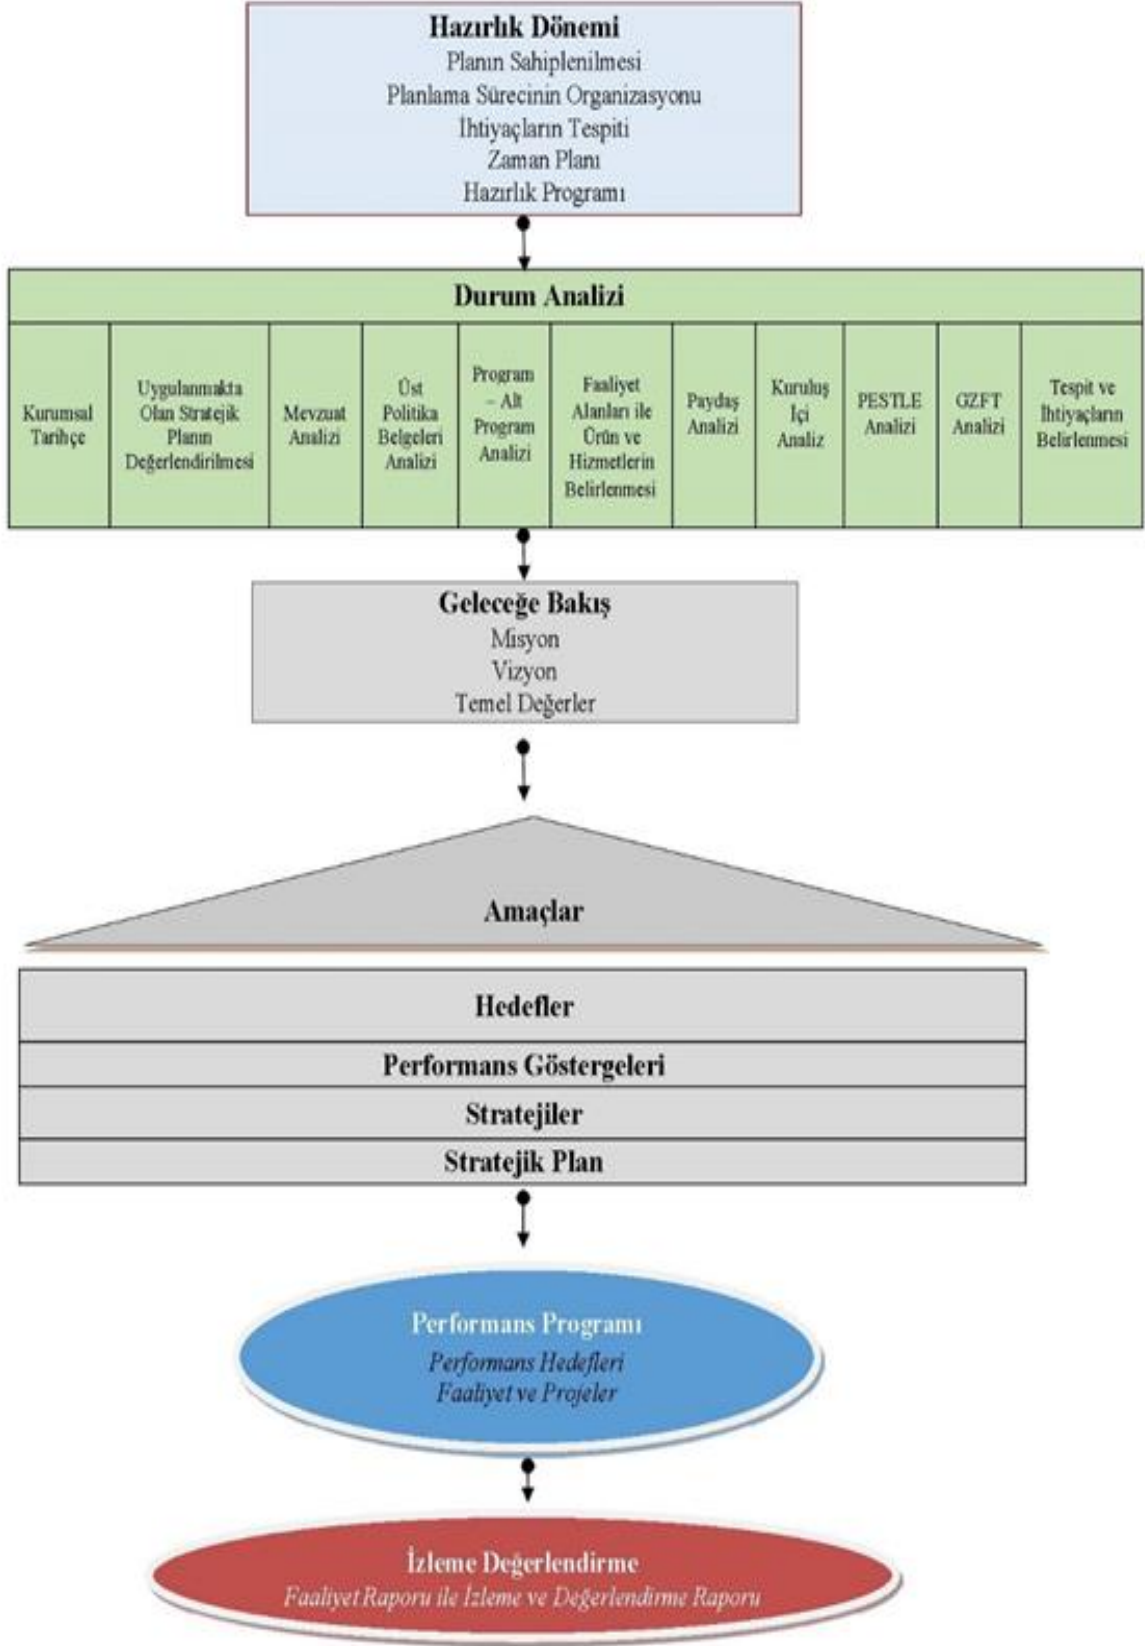 Hazırlık Dönemi
Planın Sahiplenilmesi
Planlama Sürecinin Organizasyonu
İhtiyaçların Tespiti
Zaman Planı
Hazırlık Programı
Durum Analizi
Kurumsal
Tarihçe
Uygulanmakta
Olan Stratejik
Planın
Değerlendirilmesi
Mevzuat
Analizi
Üst
Politika
Belgeleri
Analizi
Program
– Alt
Program
Analizi
Faaliyet
Alanları ile
Ürün ve
Hizmetlerin
Belirlenmesi
Paydaş
Analizi
Kuruluş
İçi
Analiz
PESTLE
Analizi
GZFT
Analizi
Tespit ve
İhtiyaçların
Belirlenmesi
Geleceğe Bakış
Misyon
Vizyon
Temel Değerler
Amaçlar
Hedefler
Performans Göstergeleri
Stratejiler
Stratejik Plan
Performans Programı
Performans Hedefleri
Faaliyet ve Projeler
İzleme Değerlendirme
Faaliyet Raporu ile İzleme ve Değerlendirme Raporu